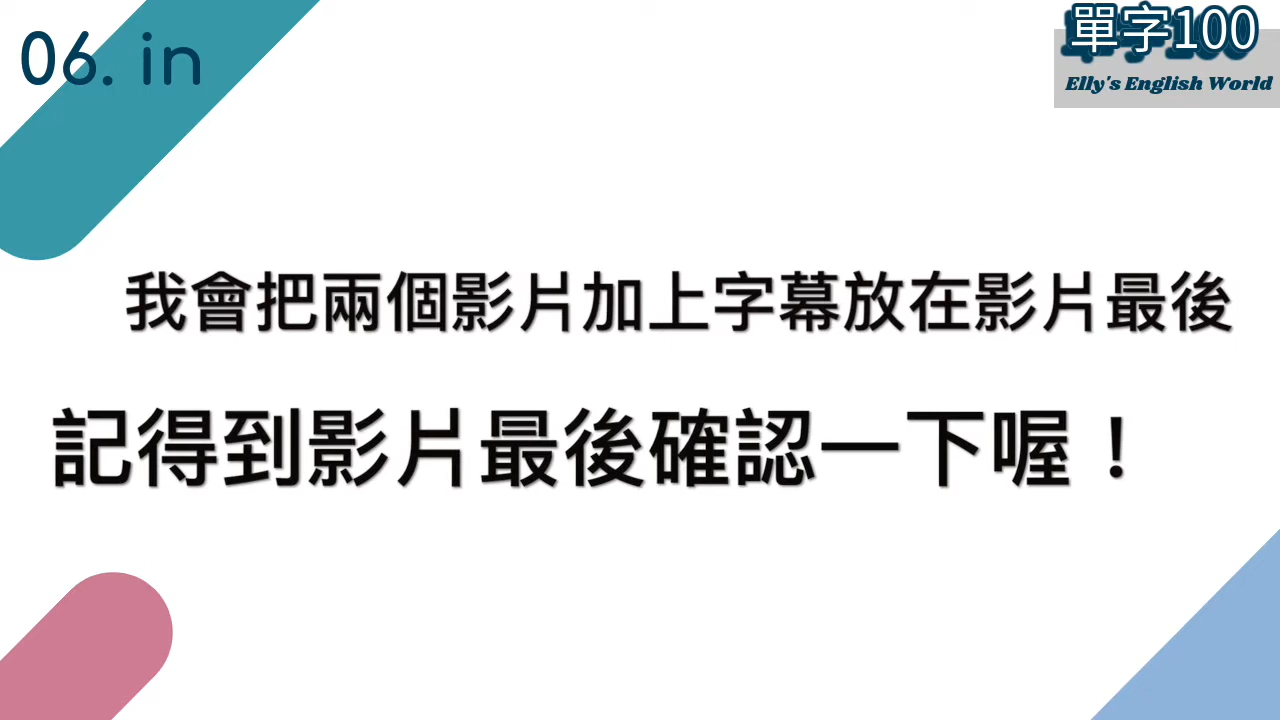 06. in
單字100
Elly's English World
我會把兩個影片加上字幕放在影片最後
記得到影片最後確認一下喔！